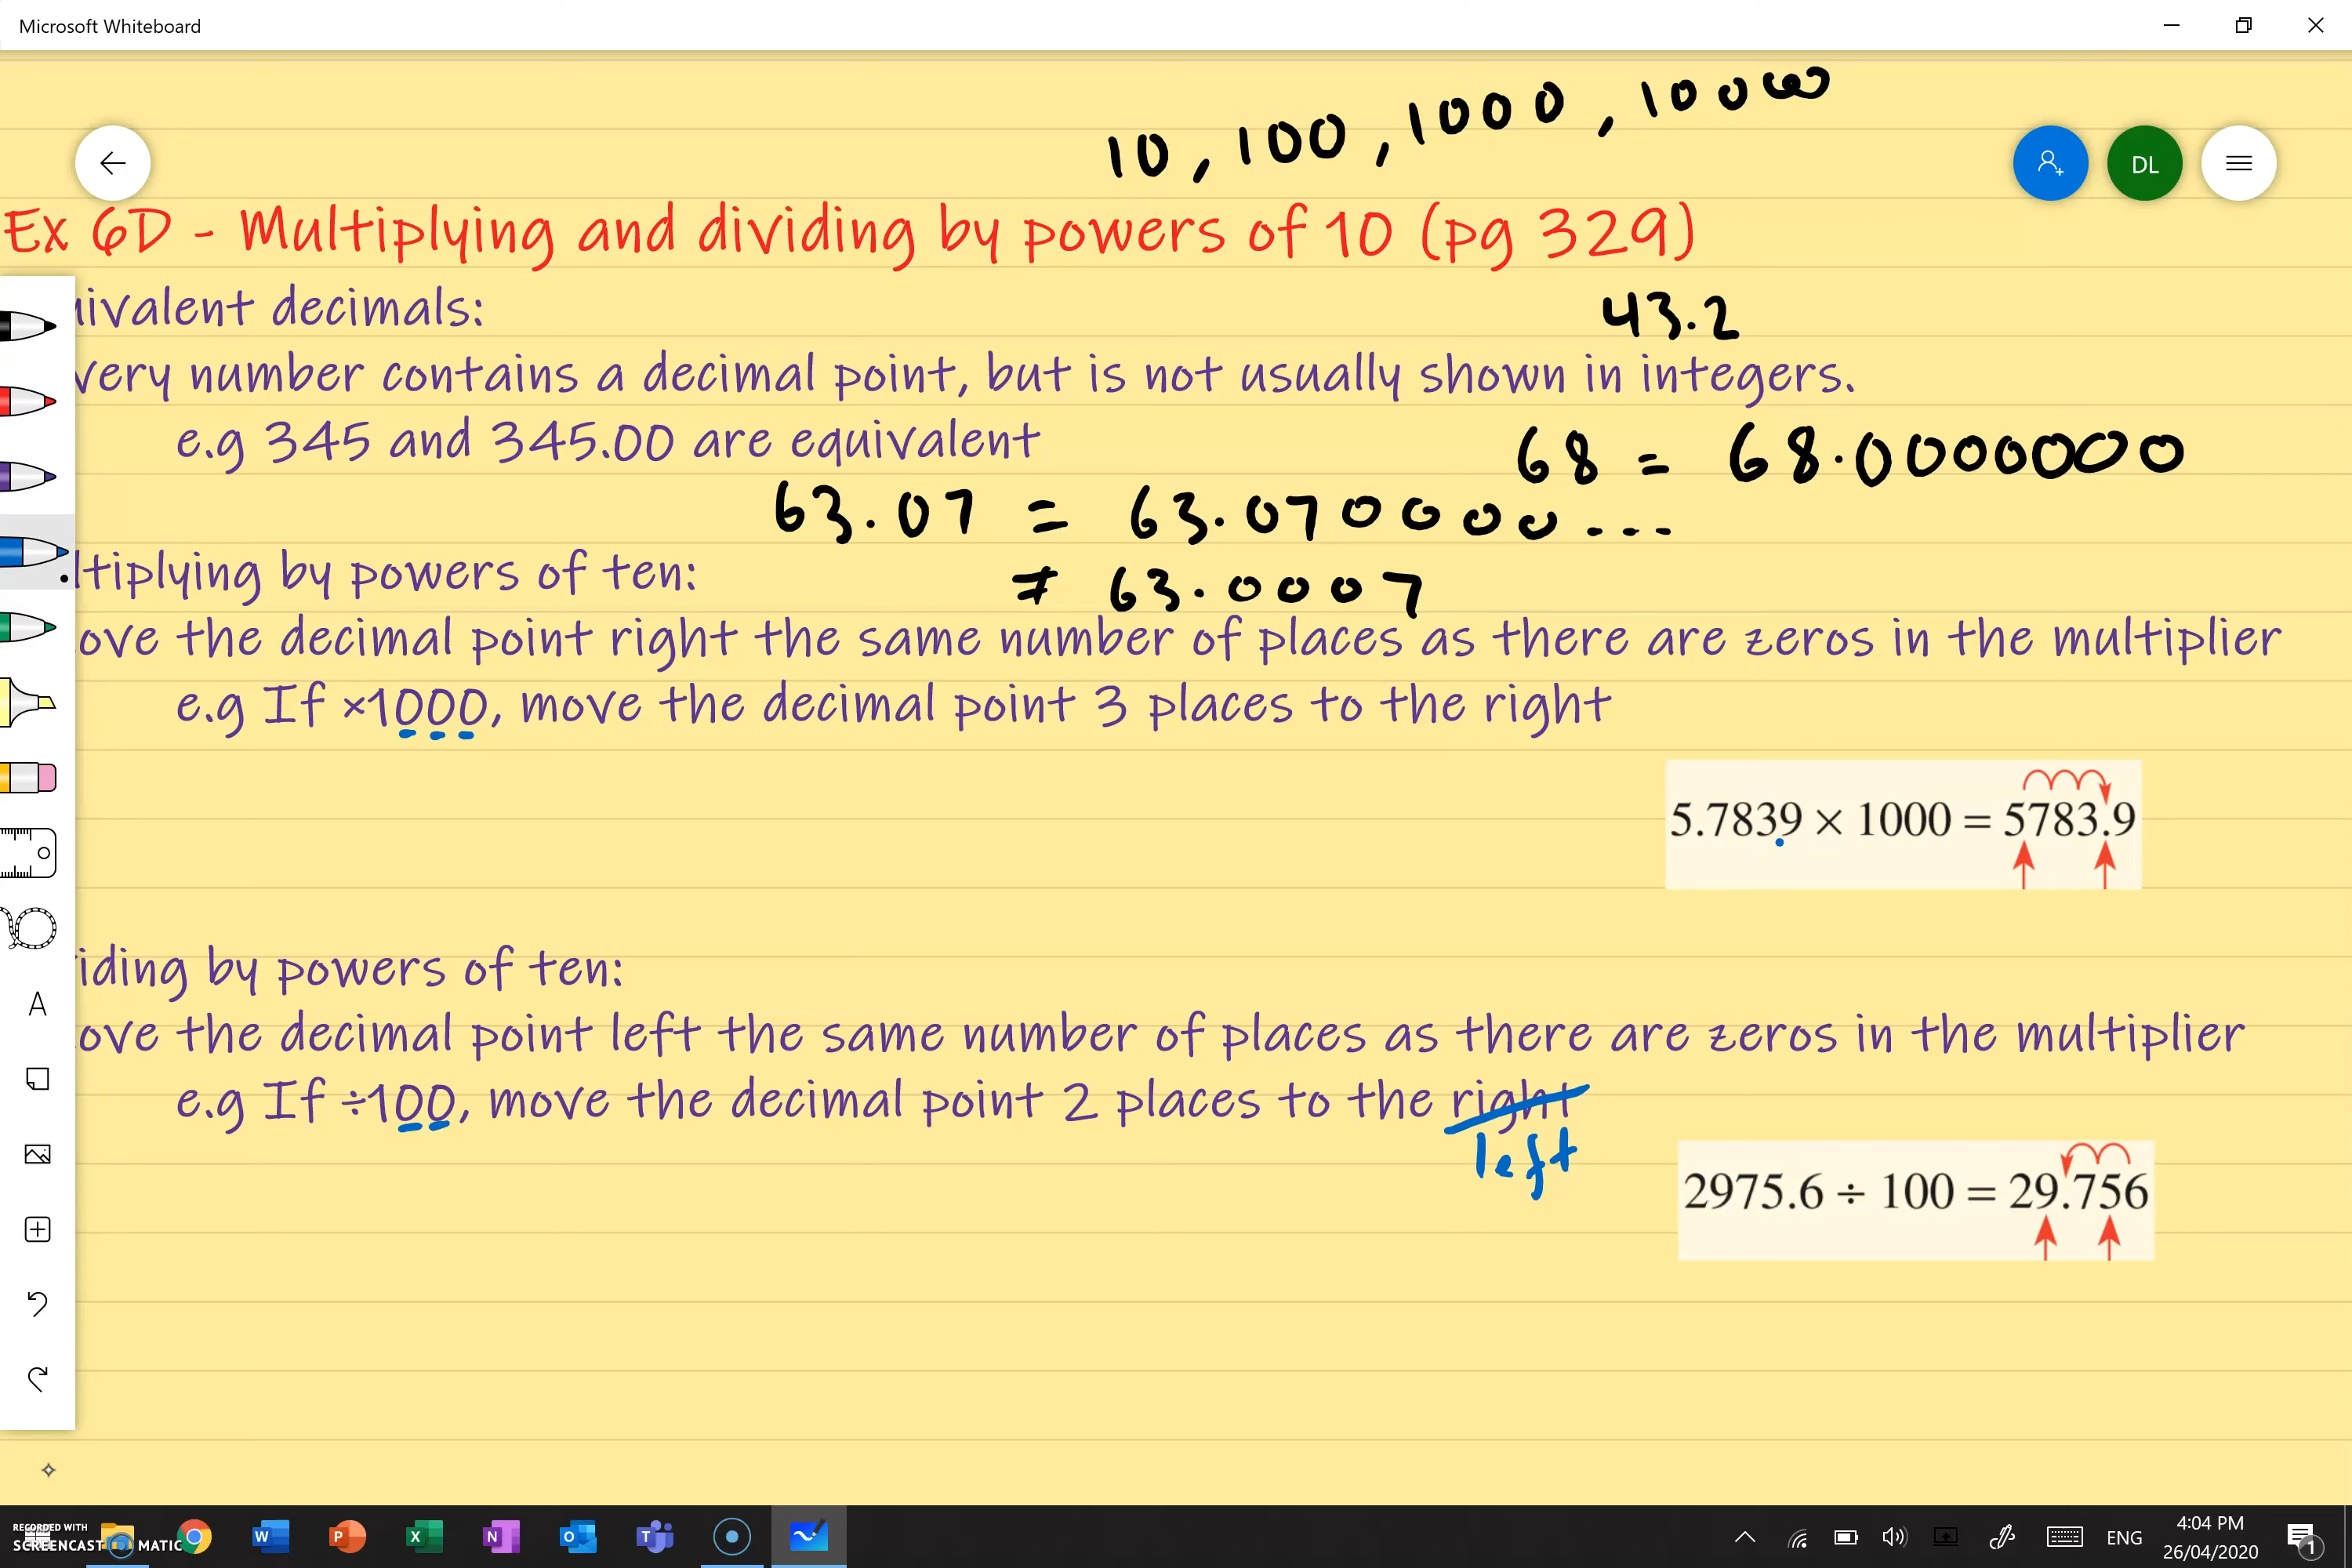 Microsoft Whiteboard
10, 100, 1000, 10000
DL
Ex 6D - Multiplying and dividing by powers of 10 (pg 329)
ivalent decimals:
43.2
very number contains a decimal point, but is not usually shown in integers.
e.g 345 and 345.00 are equivalent
68 = 68.0000000
63.07 = 63.070000...
≠ 63.0007
ltiplying by powers of ten:
ove the decimal point right the same number of places as there are zeros in the multiplier
e.g If ×1000, move the decimal point 3 places to the right
5.7839 × 1000 = 5783.9
iding by powers of ten:
ove the decimal point left the same number of places as there are zeros in the multiplier
e.g If ÷100, move the decimal point 2 places to the right
left
2975.6 ÷ 100 = 29.756
A
RECORDED WITH
SCREENCAST MATIC
W P X N O T
ENG
4:04 PM
26/04/2020
1